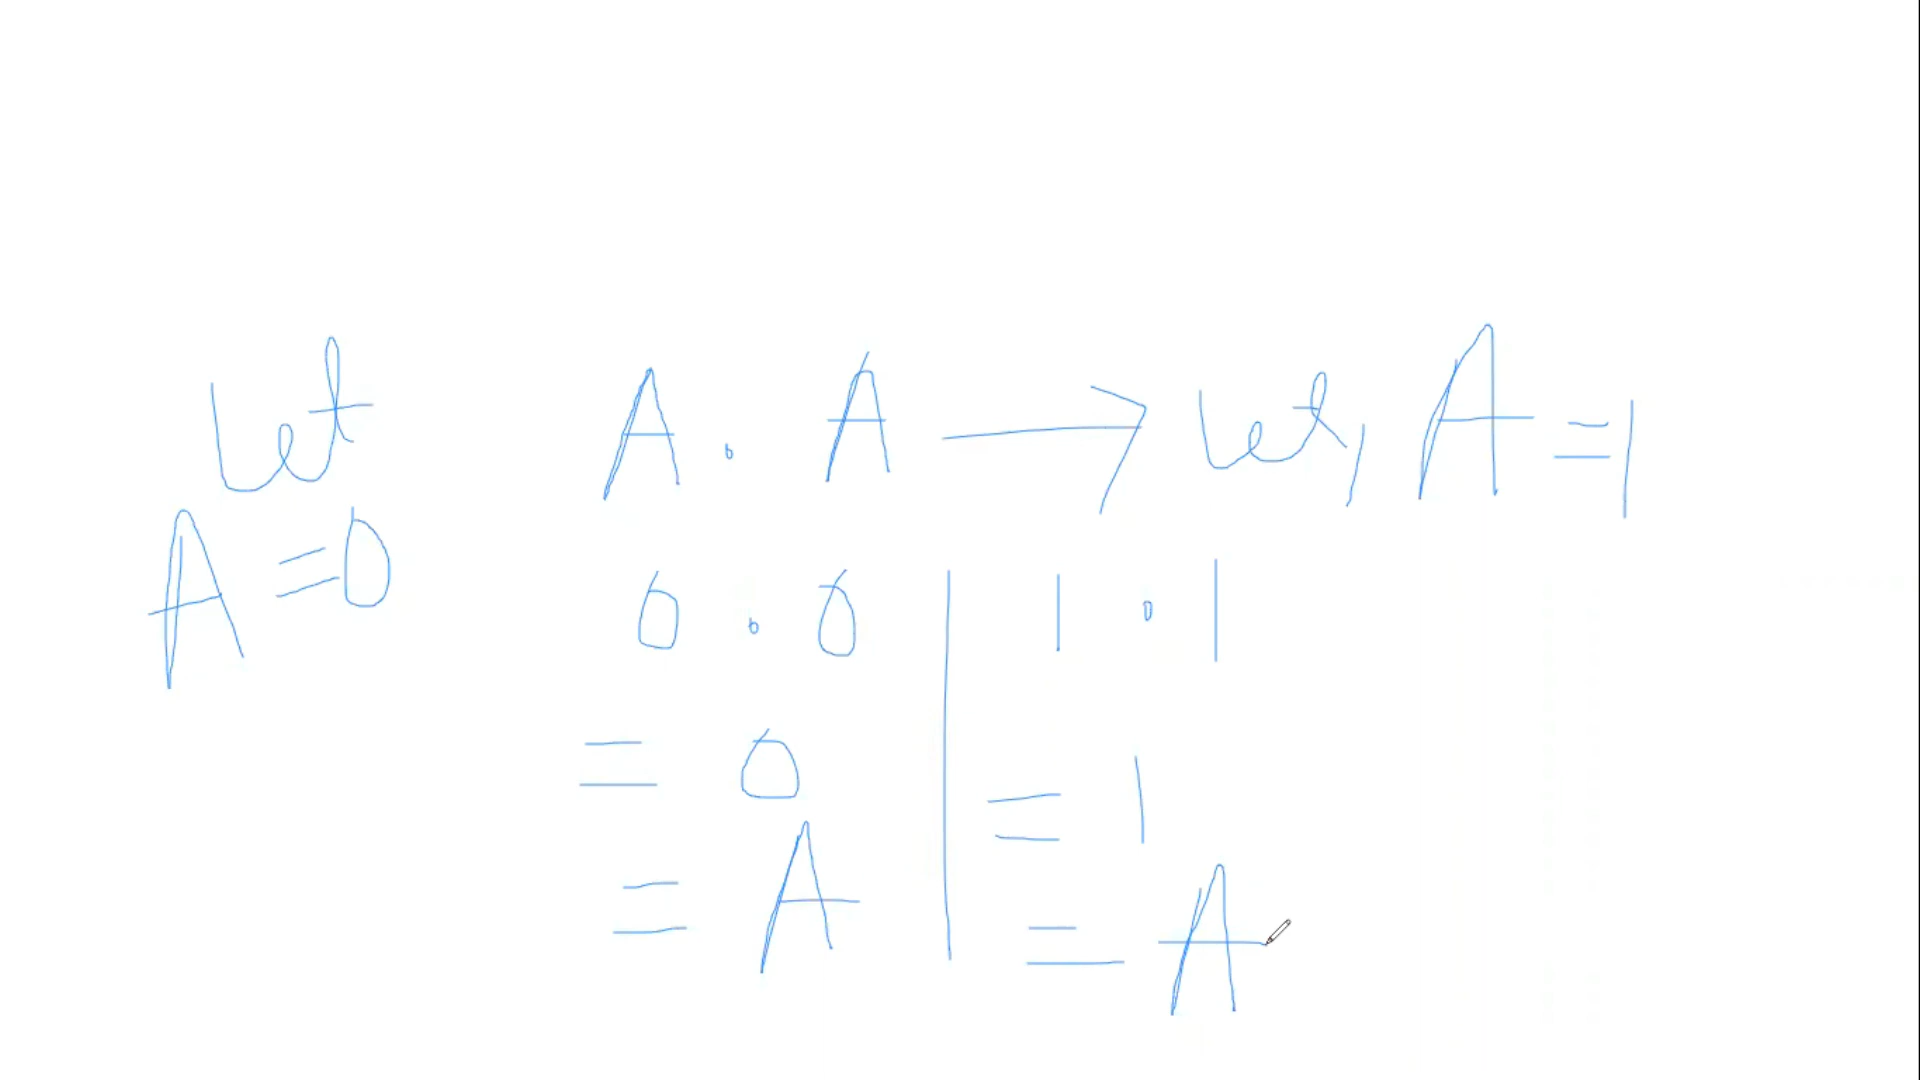 let A . A → let, A = 1
A = 0 0 . 0 | 1 . 1
= 0 = 1
= A = A